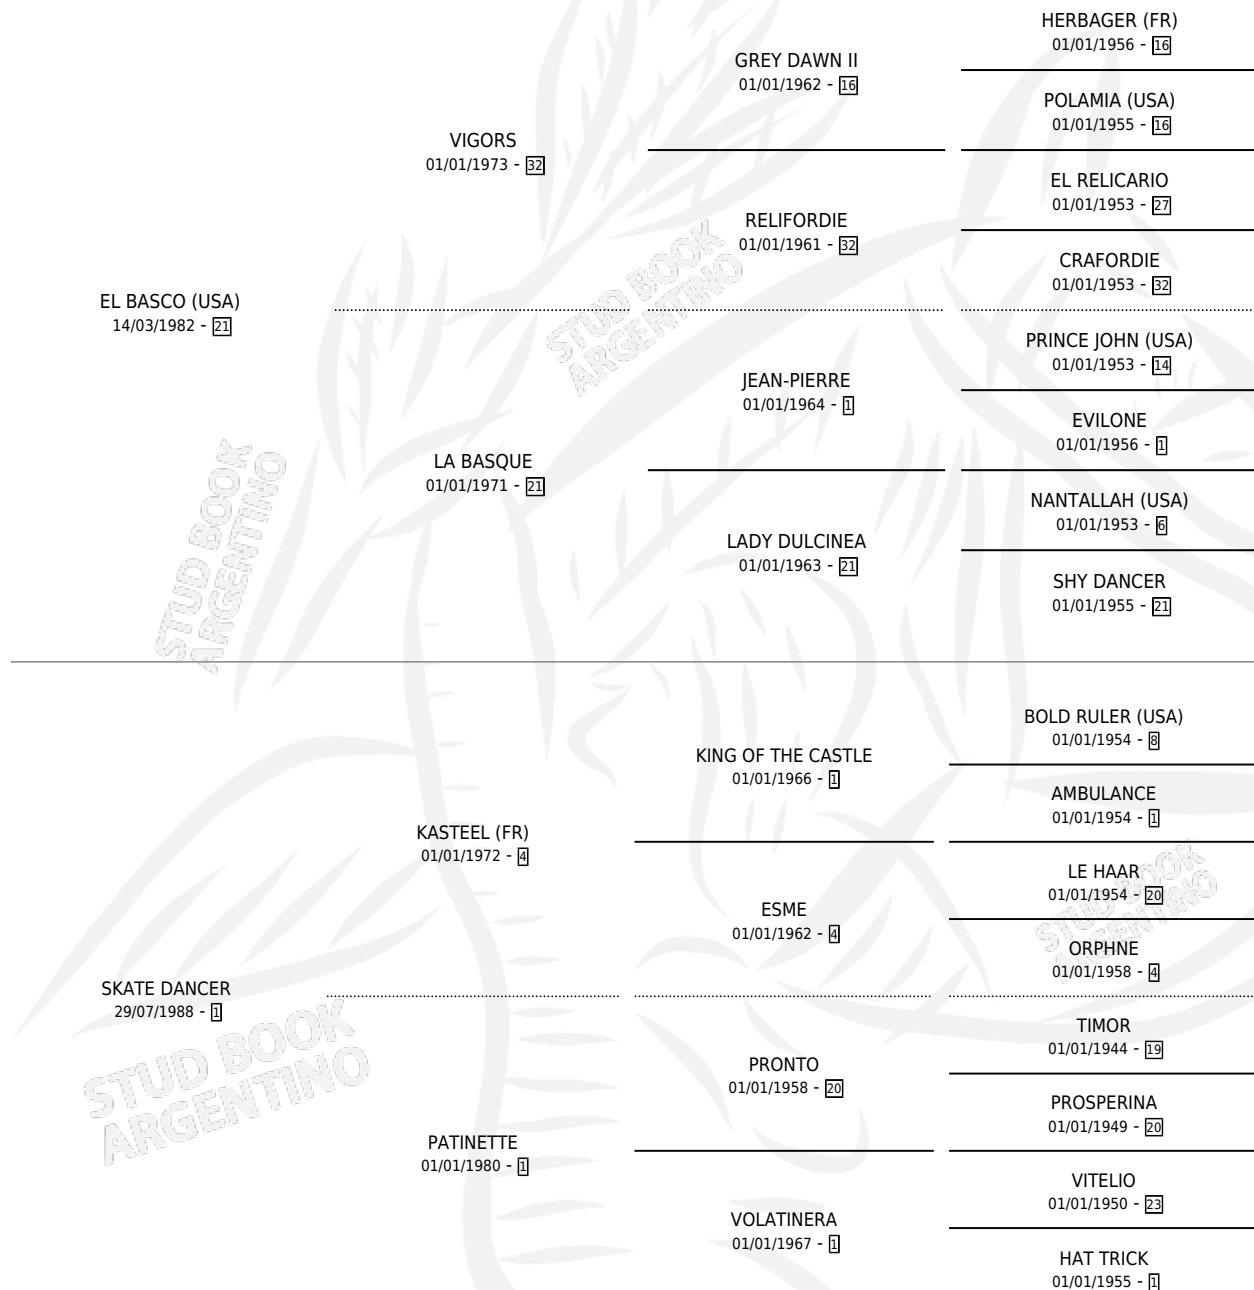 HERBAGER (FR)
01/01/1956 - 16
GREY DAWN II
01/01/1962 - 16
POLAMIA (USA)
01/01/1955 - 16
VIGORS
01/01/1973 - 32
EL RELICARIO
01/01/1953 - 27
RELIFORDIE
01/01/1961 - 32
CRAFORDIE
01/01/1953 - 32
EL BASCO (USA)
14/03/1982 - 21
PRINCE JOHN (USA)
01/01/1953 - 14
JEAN-PIERRE
01/01/1964 - 1
EVILONE
01/01/1956 - 1
LA BASQUE
01/01/1971 - 21
NANTALLAH (USA)
01/01/1953 - 6
LADY DULCINEA
01/01/1963 - 21
SHY DANCER
01/01/1955 - 21
BOLD RULER (USA)
01/01/1954 - 8
KING OF THE CASTLE
01/01/1966 - 1
AMBULANCE
01/01/1954 - 1
KASTEEL (FR)
01/01/1972 - 4
LE HAAR
01/01/1954 - 20
ESME
01/01/1962 - 4
ORPHNE
01/01/1958 - 4
SKATE DANCER
29/07/1988 - 1
TIMOR
01/01/1944 - 19
PRONTO
01/01/1958 - 20
PROSPERINA
01/01/1949 - 20
PATINETTE
01/01/1980 - 1
VITELIO
01/01/1950 - 23
VOLATINERA
01/01/1967 - 1
HAT TRICK
01/01/1955 - 1
STUD BOOK
ARGENTINO
STUD BOOK
ARGENTINO
STUD BOOK
ARGENTINO
STUD BOOK
ARGENTINO